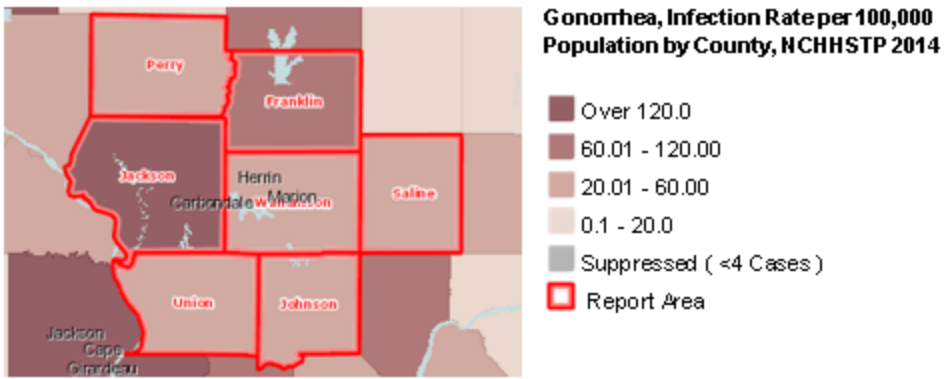 Gonorrhea, Infection Rate per 100,000
Population by County, NCHHSTP 2014
Over 120.0
60.01 - 120.00
20.01 - 60.00
0.1 - 20.0
Suppressed ( <4 Cases )
Report Area
Perry
Franklin
Jackson
Herrin
Marion
Carbondale
Saline
Union
Johnson
Jackson
Cape
Girardeau